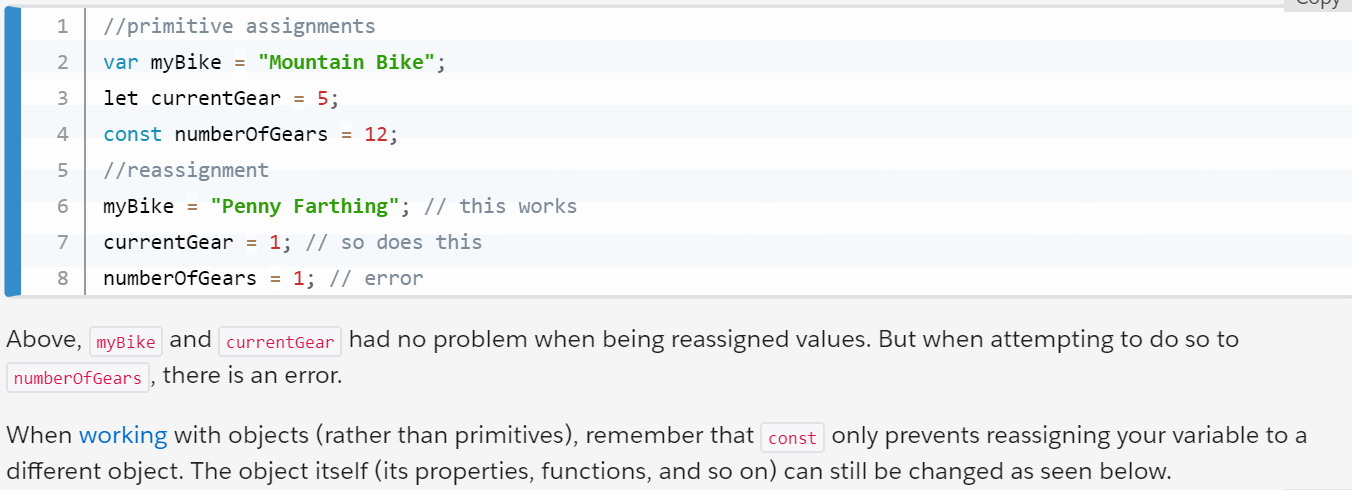 Copy
1 //primitive assignments
2 var myBike = "Mountain Bike";
3 let currentGear = 5;
4 const numberOfGears = 12;
5 //reassignment
6 myBike = "Penny Farthing"; // this works
7 currentGear = 1; // so does this
8 numberOfGears = 1; // error
Above, myBike and currentGear had no problem when being reassigned values. But when attempting to do so to
numberOfGears , there is an error.
When working with objects (rather than primitives), remember that const only prevents reassigning your variable to a
different object. The object itself (its properties, functions, and so on) can still be changed as seen below.